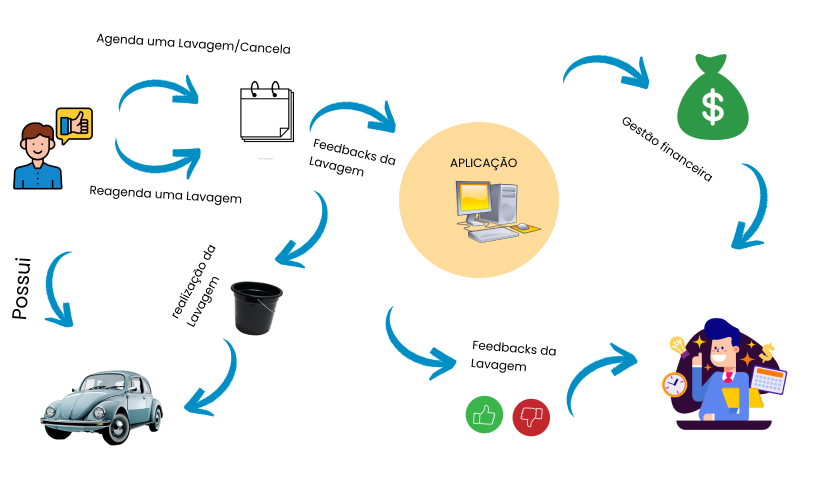 Agenda uma Lavagem/Cancela
Reagenda uma Lavagem
Feedbacks da
Lavagem
APLICAÇÃO
$
Gestão financeira
Possui
realização da
Lavagem
Feedbacks da
Lavagem
$